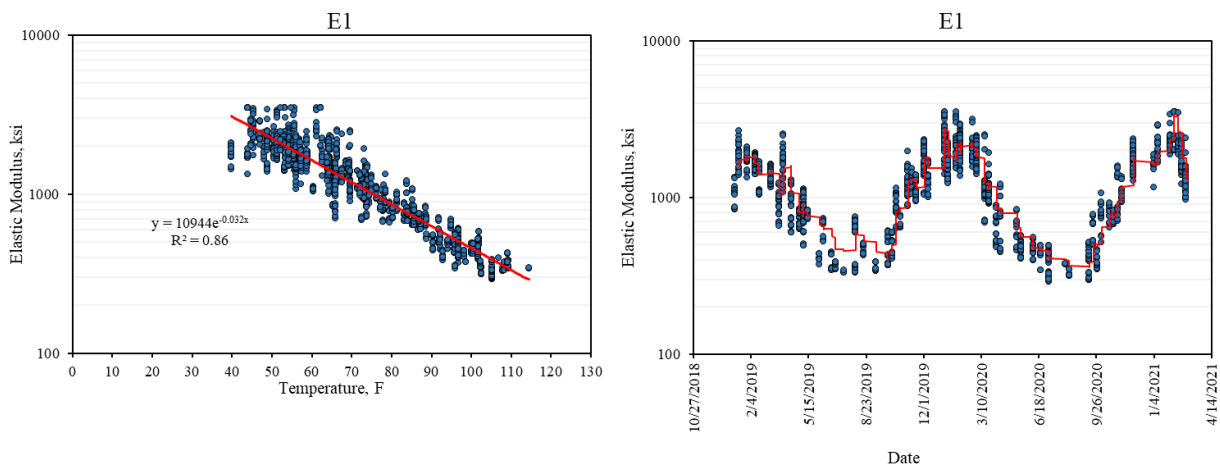 E1
10000
1000
100
Elastic Modulus, ksi
y = 10944e^-0.032x
R² = 0.86
0 10 20 30 40 50 60 70 80 90 100 110 120 130
Temperature, F
E1
10000
1000
100
Elastic Modulus, ksi
10/27/2018
2/4/2019
5/15/2019
8/23/2019
12/1/2019
3/10/2020
6/18/2020
9/26/2020
1/4/2021
4/14/2021
Date